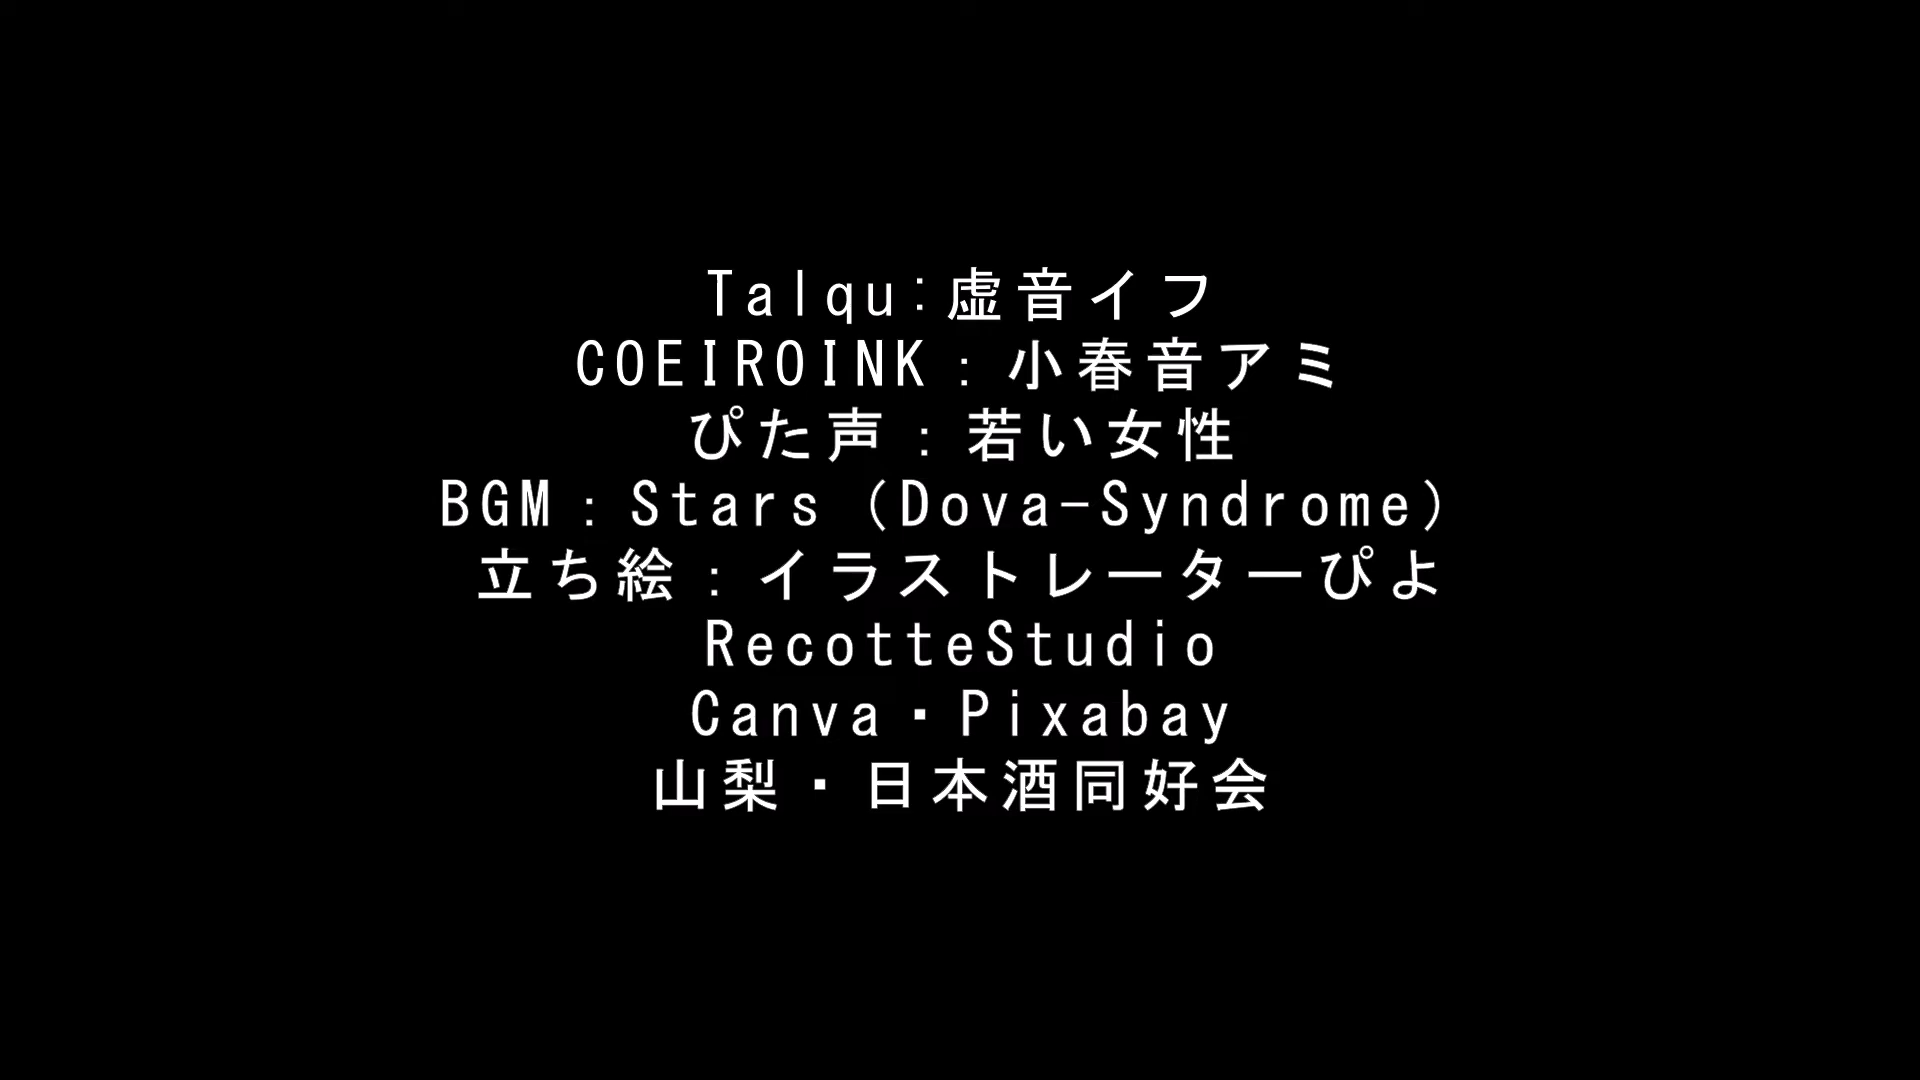 Talqu:虚音イフ
COEIROINK：小春音アミ
ぴた声：若い女性
BGM：Stars (Dova-Syndrome)
立ち絵：イラストレーターぴよ
RecotteStudio
Canva・Pixabay
山梨・日本酒同好会